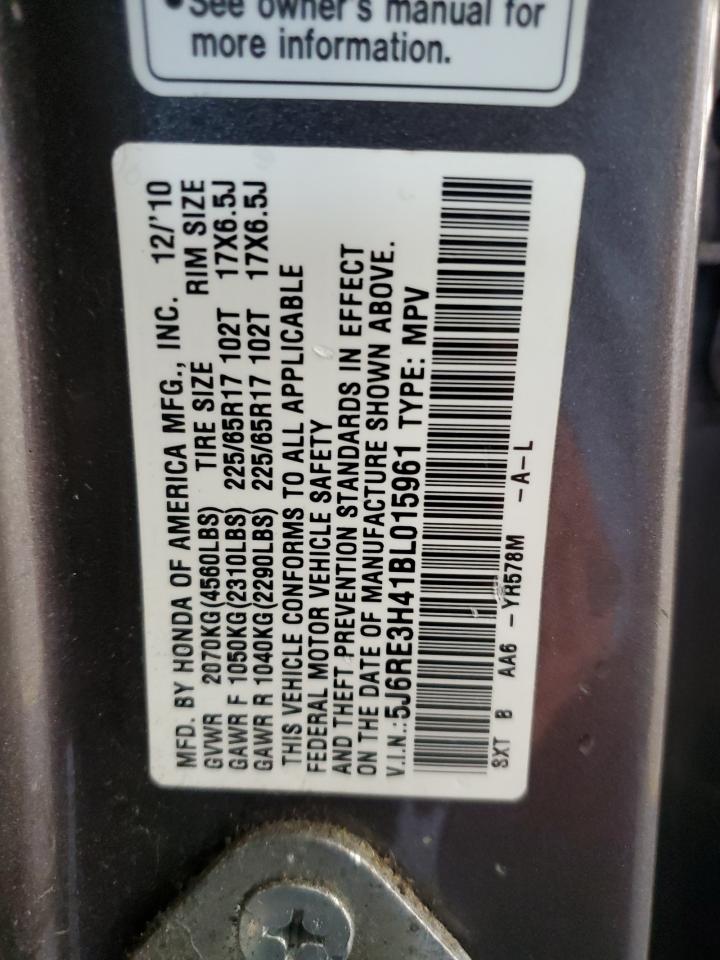 •See owner's manual for
more information.
MFD. BY HONDA OF AMERICA MFG., INC. 12/'10
GVWR 2070KG(4560LBS) TIRE SIZE RIM SIZE
GAWR F 1050KG(2310LBS) 225/65R17 102T 17X6.5J
GAWR R 1040KG(2290LBS) 225/65R17 102T 17X6.5J
THIS VEHICLE CONFORMS TO ALL APPLICABLE
FEDERAL MOTOR VEHICLE SAFETY
AND THEFT PREVENTION STANDARDS IN EFFECT
ON THE DATE OF MANUFACTURE SHOWN ABOVE.
V.I.N.:5J6RE3H41BL015961 TYPE: MPV
SXT B AA6 -YR578M -A-L